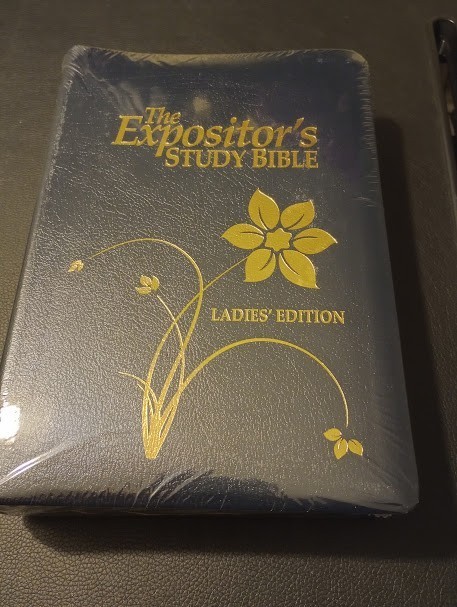 The
Expositor's
STUDY BIBLE
LADIES' EDITION